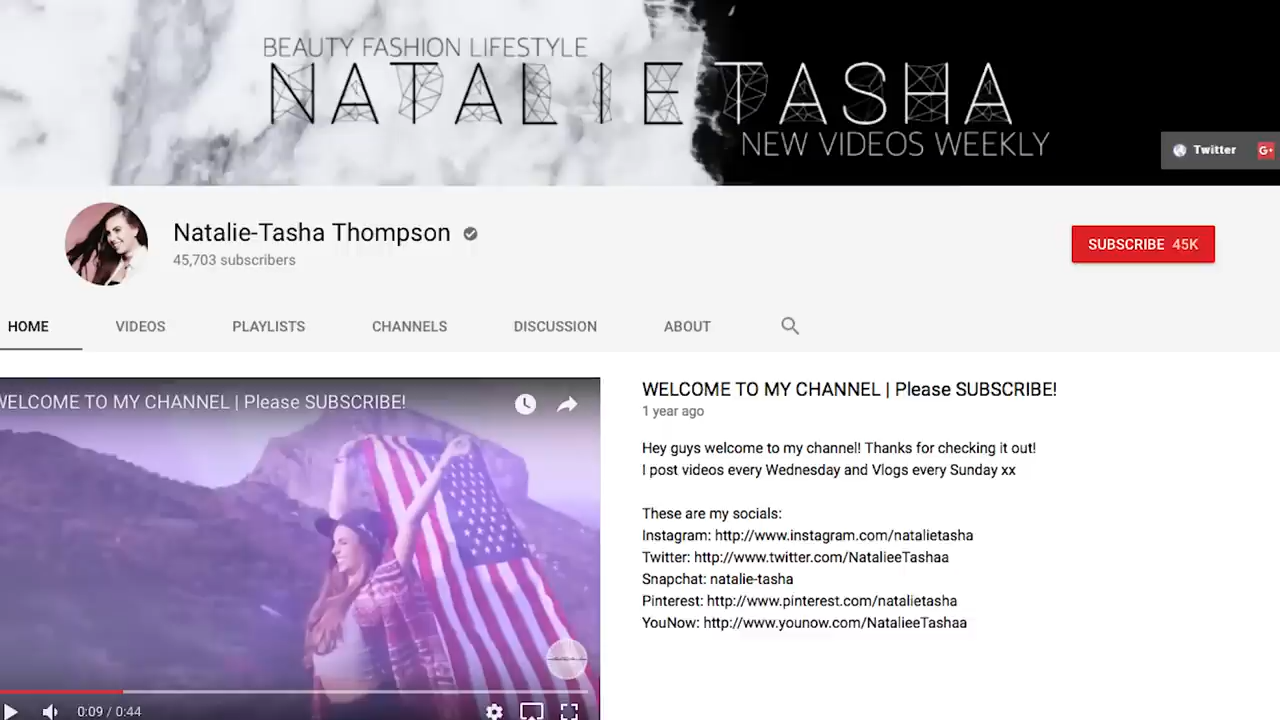 BEAUTY FASHION LIFESTYLE
NATALIE TASHA
NEW VIDEOS WEEKLY
Twitter
G+
Natalie-Tasha Thompson
45,703 subscribers
SUBSCRIBE 45K
HOME VIDEOS PLAYLISTS CHANNELS DISCUSSION ABOUT
WELCOME TO MY CHANNEL | Please SUBSCRIBE!
0:09 / 0:44
WELCOME TO MY CHANNEL | Please SUBSCRIBE!
1 year ago
Hey guys welcome to my channel! Thanks for checking it out!
I post videos every Wednesday and Vlogs every Sunday xx
These are my socials:
Instagram: http://www.instagram.com/natalietasha
Twitter: http://www.twitter.com/NatalieeTashaa
Snapchat: natalie-tasha
Pinterest: http://www.pinterest.com/natalietasha
YouNow: http://www.younow.com/NatalieeTashaa